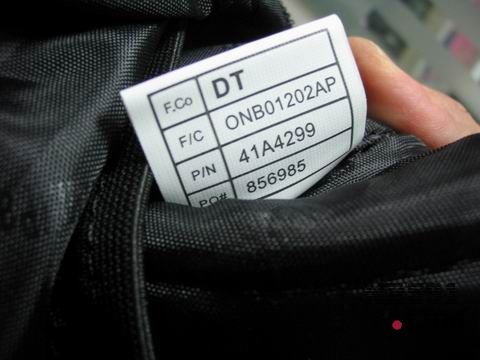 F.Co DT
F/C ONB01202AP
P/N 41A4299
PO# 856985